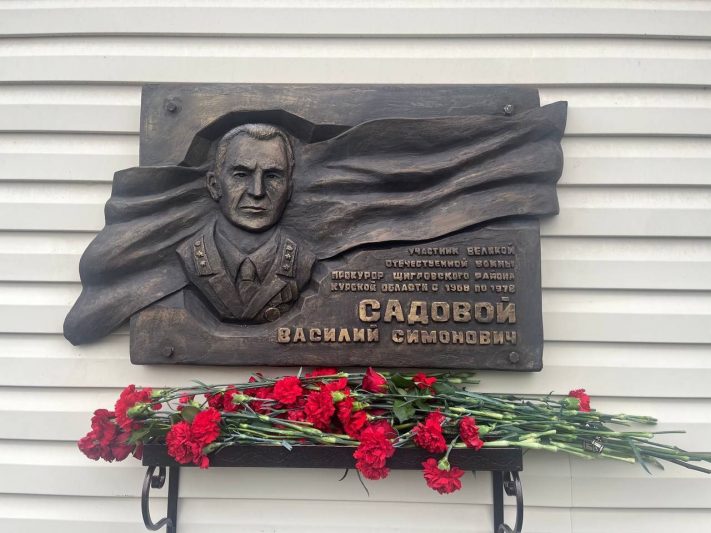 УЧАСТНИК ВЕЛИКОЙ
ОТЕЧЕСТВЕННОЙ ВОЙНЫ
ПРОКУРОР ЩИГРОВСКОГО РАЙОНА
КУРСКОЙ ОБЛАСТИ С 1968 ПО 1978
САДОВОЙ
ВАСИЛИЙ СИМОНОВИЧ